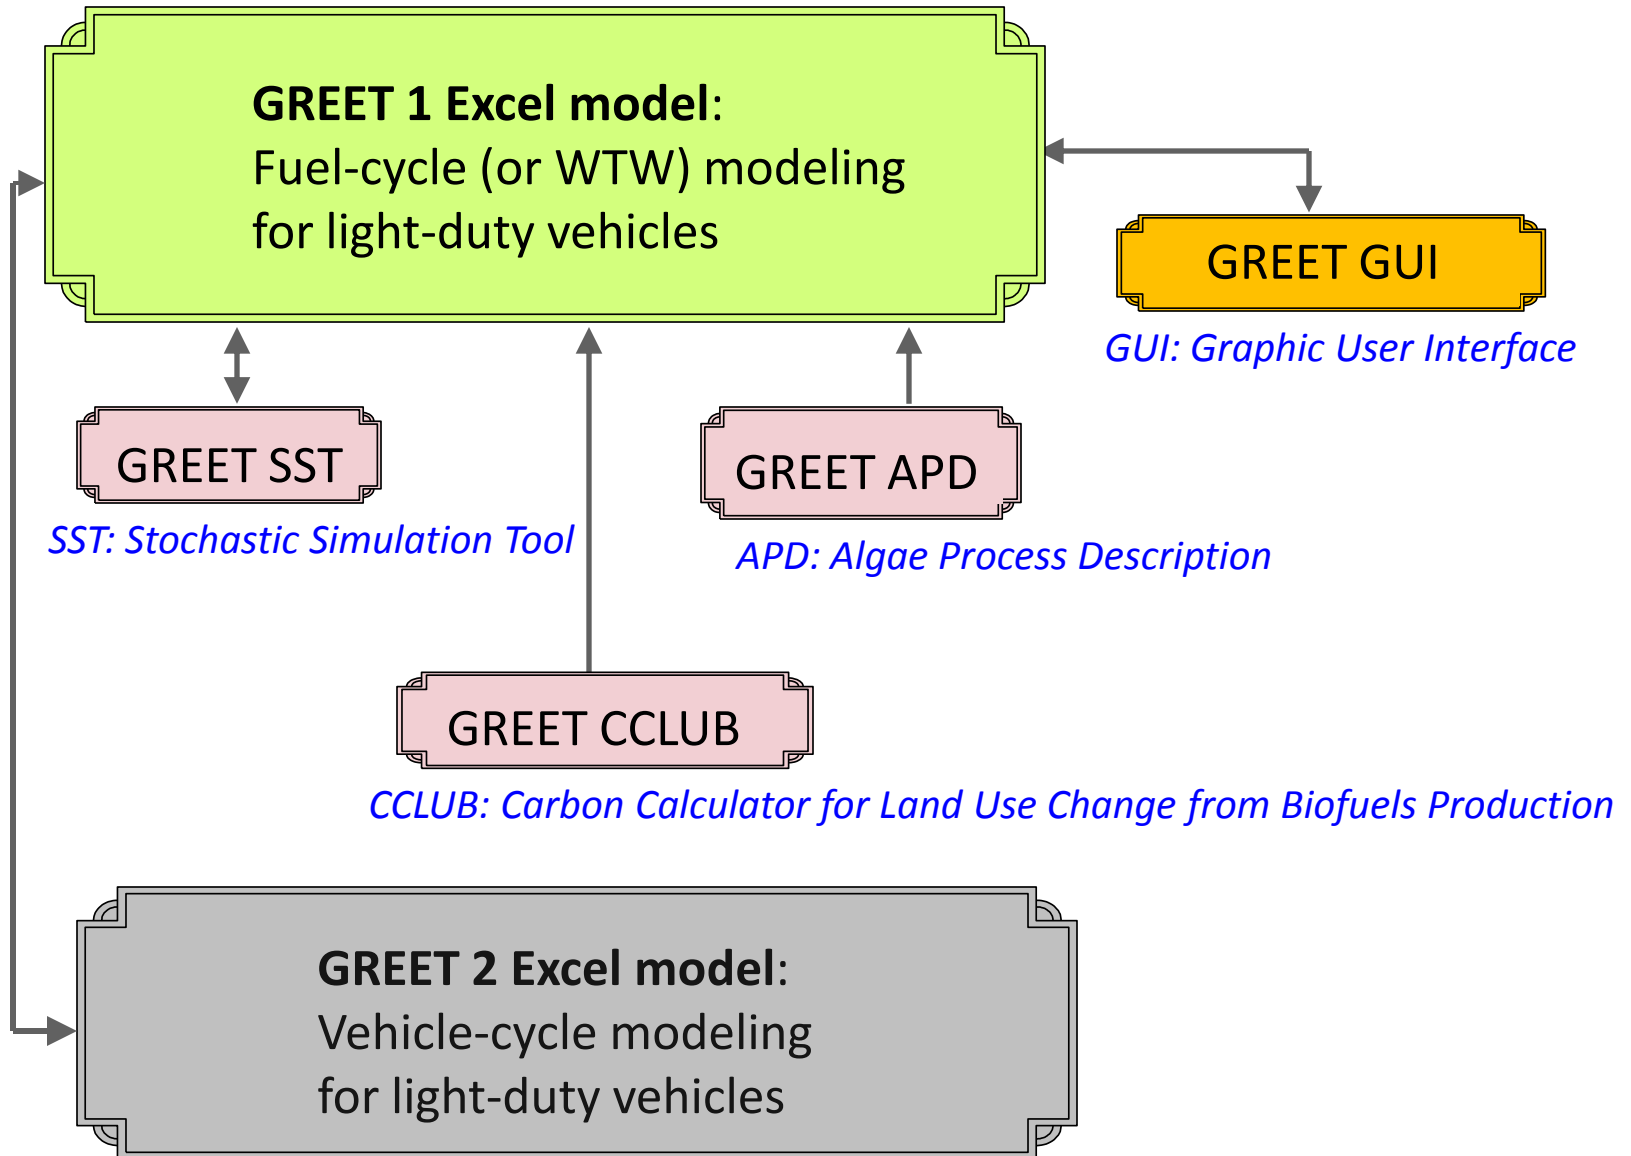 GREET 1 Excel model:
Fuel-cycle (or WTW) modeling
for light-duty vehicles
GREET GUI
GUI: Graphic User Interface
GREET SST
SST: Stochastic Simulation Tool
GREET APD
APD: Algae Process Description
GREET CCLUB
CCLUB: Carbon Calculator for Land Use Change from Biofuels Production
GREET 2 Excel model:
Vehicle-cycle modeling
for light-duty vehicles